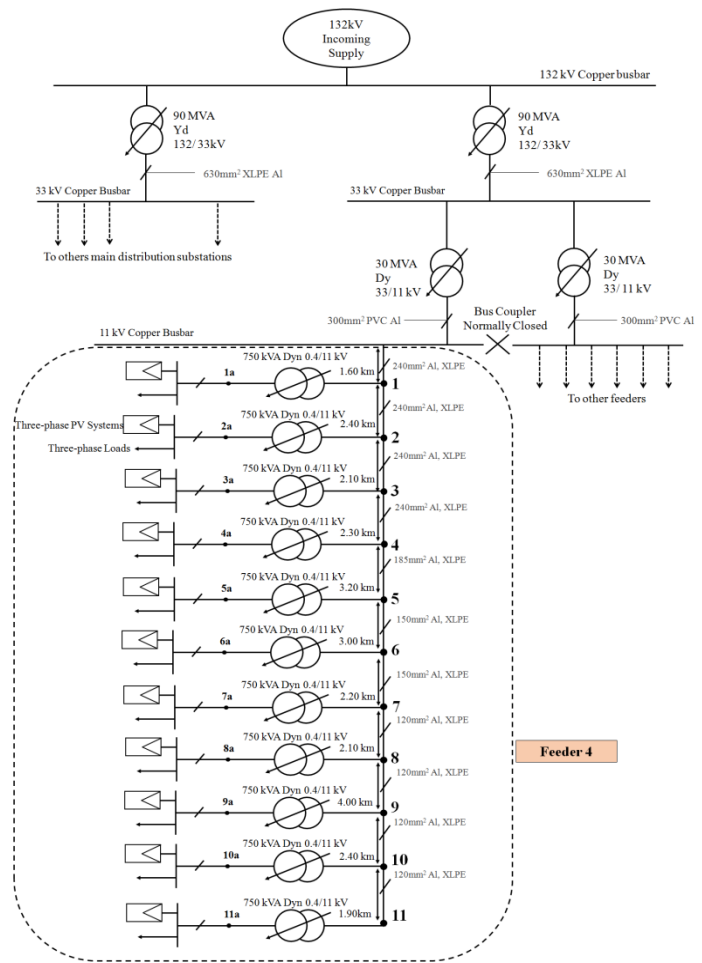 132kV
Incoming
Supply
132 kV Copper busbar
90 MVA
Yd
132/33kV
90 MVA
Yd
132/33kV
630mm² XLPE Al
630mm² XLPE Al
33 kV Copper Busbar
33 kV Copper Busbar
To others main distribution substations
30 MVA
Dy
33/11 kV
30 MVA
Dy
33/11 kV
Bus Coupler
Normally Closed
300mm² PVC Al
300mm² PVC Al
11 kV Copper Busbar
To other feeders
750 kVA Dyn 0.4/11 kV
1a
1.60 km
240mm² Al, XLPE
1
750 kVA Dyn 0.4/11 kV
240mm² Al, XLPE
Three-phase PV Systems
2a
2.40 km
2
Three-phase Loads
750 kVA Dyn 0.4/11 kV
240mm² Al, XLPE
3a
2.10 km
3
750 kVA Dyn 0.4/11 kV
240mm² Al, XLPE
4a
2.30 km
4
750 kVA Dyn 0.4/11 kV
185mm² Al, XLPE
5a
3.20 km
5
750 kVA Dyn 0.4/11 kV
150mm² Al, XLPE
6a
3.00 km
6
750 kVA Dyn 0.4/11 kV
150mm² Al, XLPE
7a
2.20 km
7
750 kVA Dyn 0.4/11 kV
120mm² Al, XLPE
8a
2.10 km
8
Feeder 4
750 kVA Dyn 0.4/11 kV
120mm² Al, XLPE
9a
4.00 km
9
750 kVA Dyn 0.4/11 kV
120mm² Al, XLPE
10a
2.40 km
10
750 kVA Dyn 0.4/11 kV
120mm² Al, XLPE
11a
1.90km
11